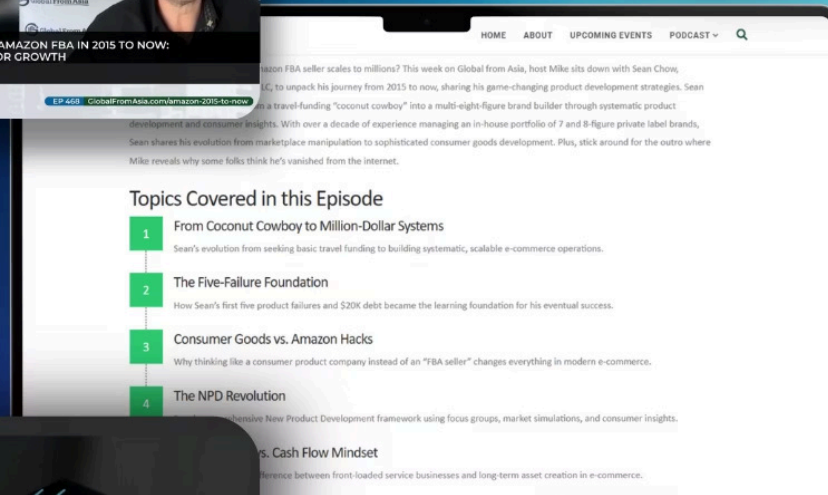 GlobalFromAsia
AMAZON FBA IN 2015 TO NOW:
OR GROWTH
EP 468 GlobalFromAsia.com/amazon-2015-to-now
HOME ABOUT UPCOMING EVENTS PODCAST
FBA seller scales to millions? This week on Global from Asia, host Mike sits down with Sean Chow,
to unpack his journey from 2015 to now, sharing his game-changing product development strategies. Sean
a travel-funding "coconut cowboy" into a multi-eight-figure brand builder through systematic product
development and consumer insights. With over a decade of experience managing an in-house portfolio of 7 and 8-figure private label brands,
Sean shares his evolution from marketplace manipulation to sophisticated consumer goods development. Plus, stick around for the outro where
Mike reveals why some folks think he's vanished from the internet.
Topics Covered in this Episode
1 From Coconut Cowboy to Million-Dollar Systems
Sean's evolution from seeking basic travel funding to building systematic, scalable e-commerce operations.
2 The Five-Failure Foundation
How Sean's first five product failures and $20K debt became the learning foundation for his eventual success.
3 Consumer Goods vs. Amazon Hacks
Why thinking like a consumer product company instead of an "FBA seller" changes everything in modern e-commerce.
4 The NPD Revolution
New Product Development framework using focus groups, market simulations, and consumer insights.
vs. Cash Flow Mindset
between front-loaded service businesses and long-term asset creation in e-commerce.